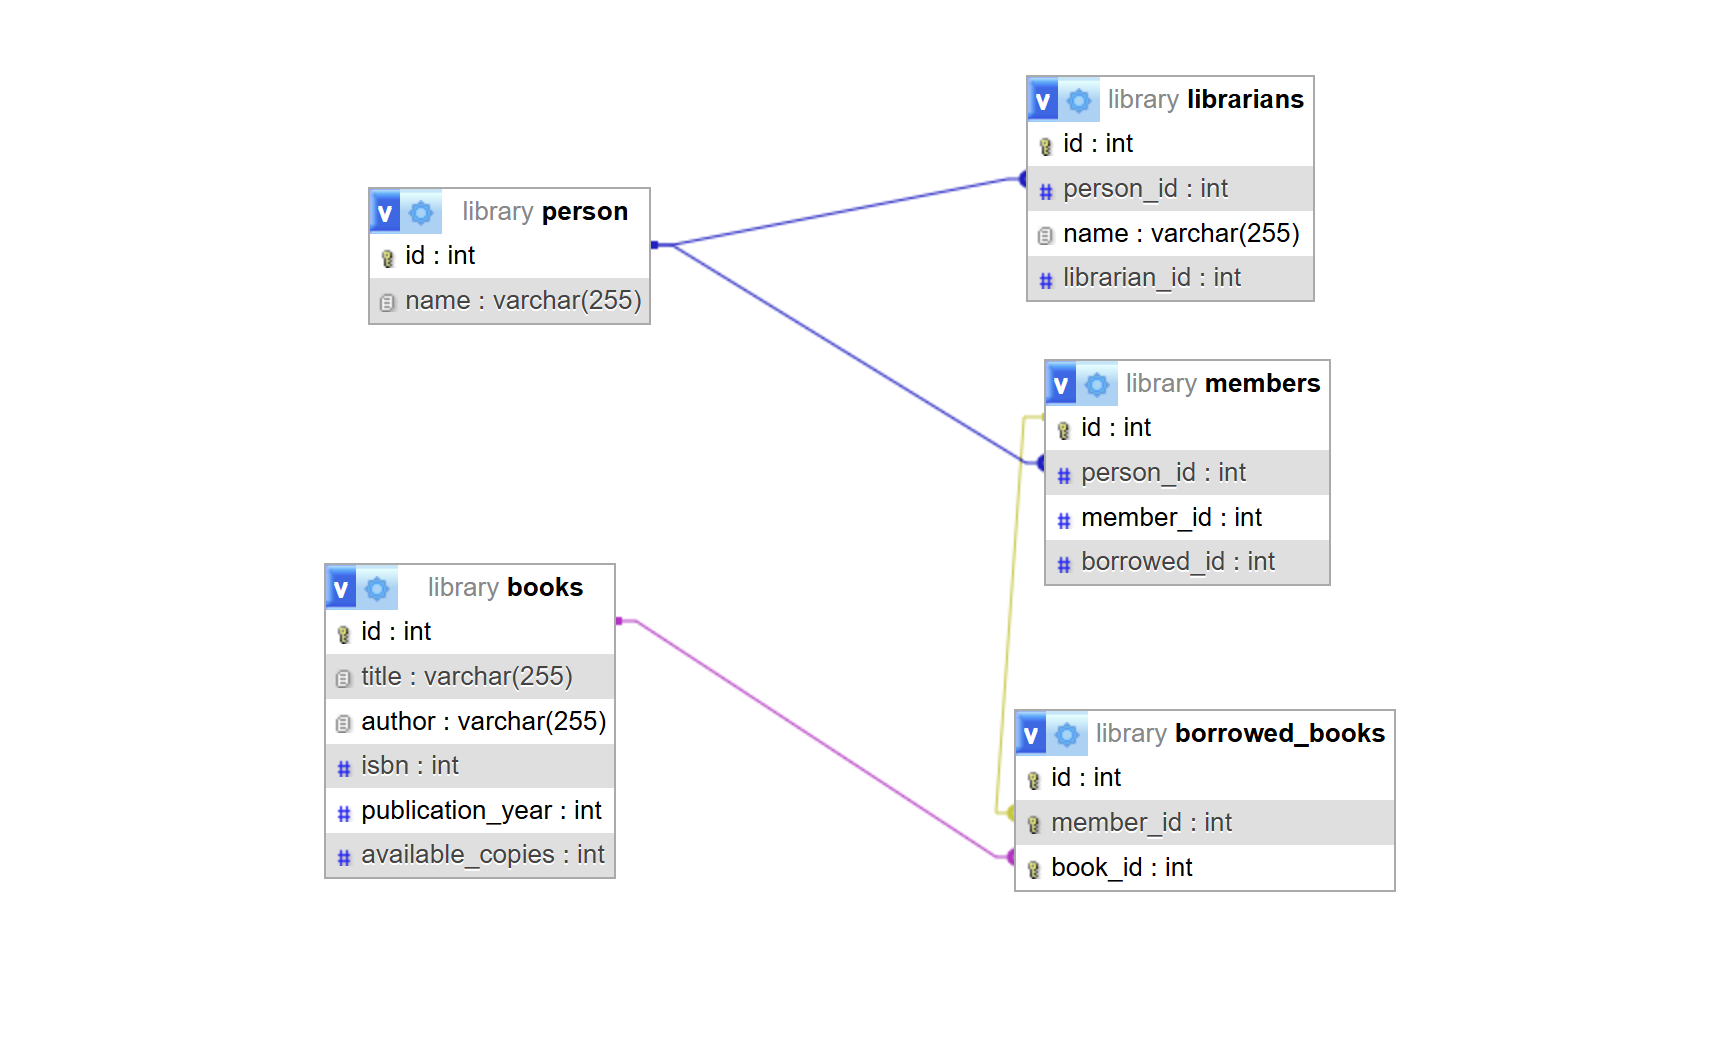 v library librarians
id : int
person_id : int
name : varchar(255)
librarian_id : int
v library person
id : int
name : varchar(255)
v library members
id : int
person_id : int
member_id : int
borrowed_id : int
v library books
id : int
title : varchar(255)
author : varchar(255)
# isbn : int
# publication_year : int
# available_copies : int
v library borrowed_books
id : int
member_id : int
book_id : int